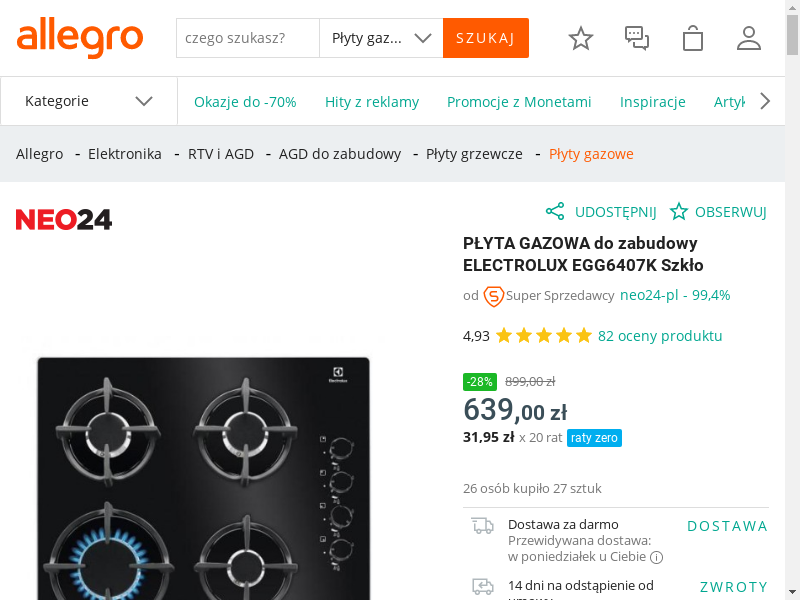 allegro
czego szukasz?
Płyty gaz...
SZUKAJ
Kategorie
Okazje do -70%
Hity z reklamy
Promocje z Monetami
Inspiracje
Artyk
Allegro - Elektronika - RTV i AGD - AGD do zabudowy - Płyty grzewcze - Płyty gazowe
NEO24
UDOSTĘPNIJ
OBSERWUJ
PŁYTA GAZOWA do zabudowy
ELECTROLUX EGG6407K Szkło
od S Super Sprzedawcy neo24-pl - 99,4%
4,93 82 oceny produktu
-28% 899,00 zł
639,00 zł
31,95 zł x 20 rat raty zero
26 osób kupiło 27 sztuk
Dostawa za darmo
DOSTAWA
Przewidywana dostawa:
w poniedziałek u Ciebie
14 dni na odstąpienie od
ZWROTY
umowy
Electrolux